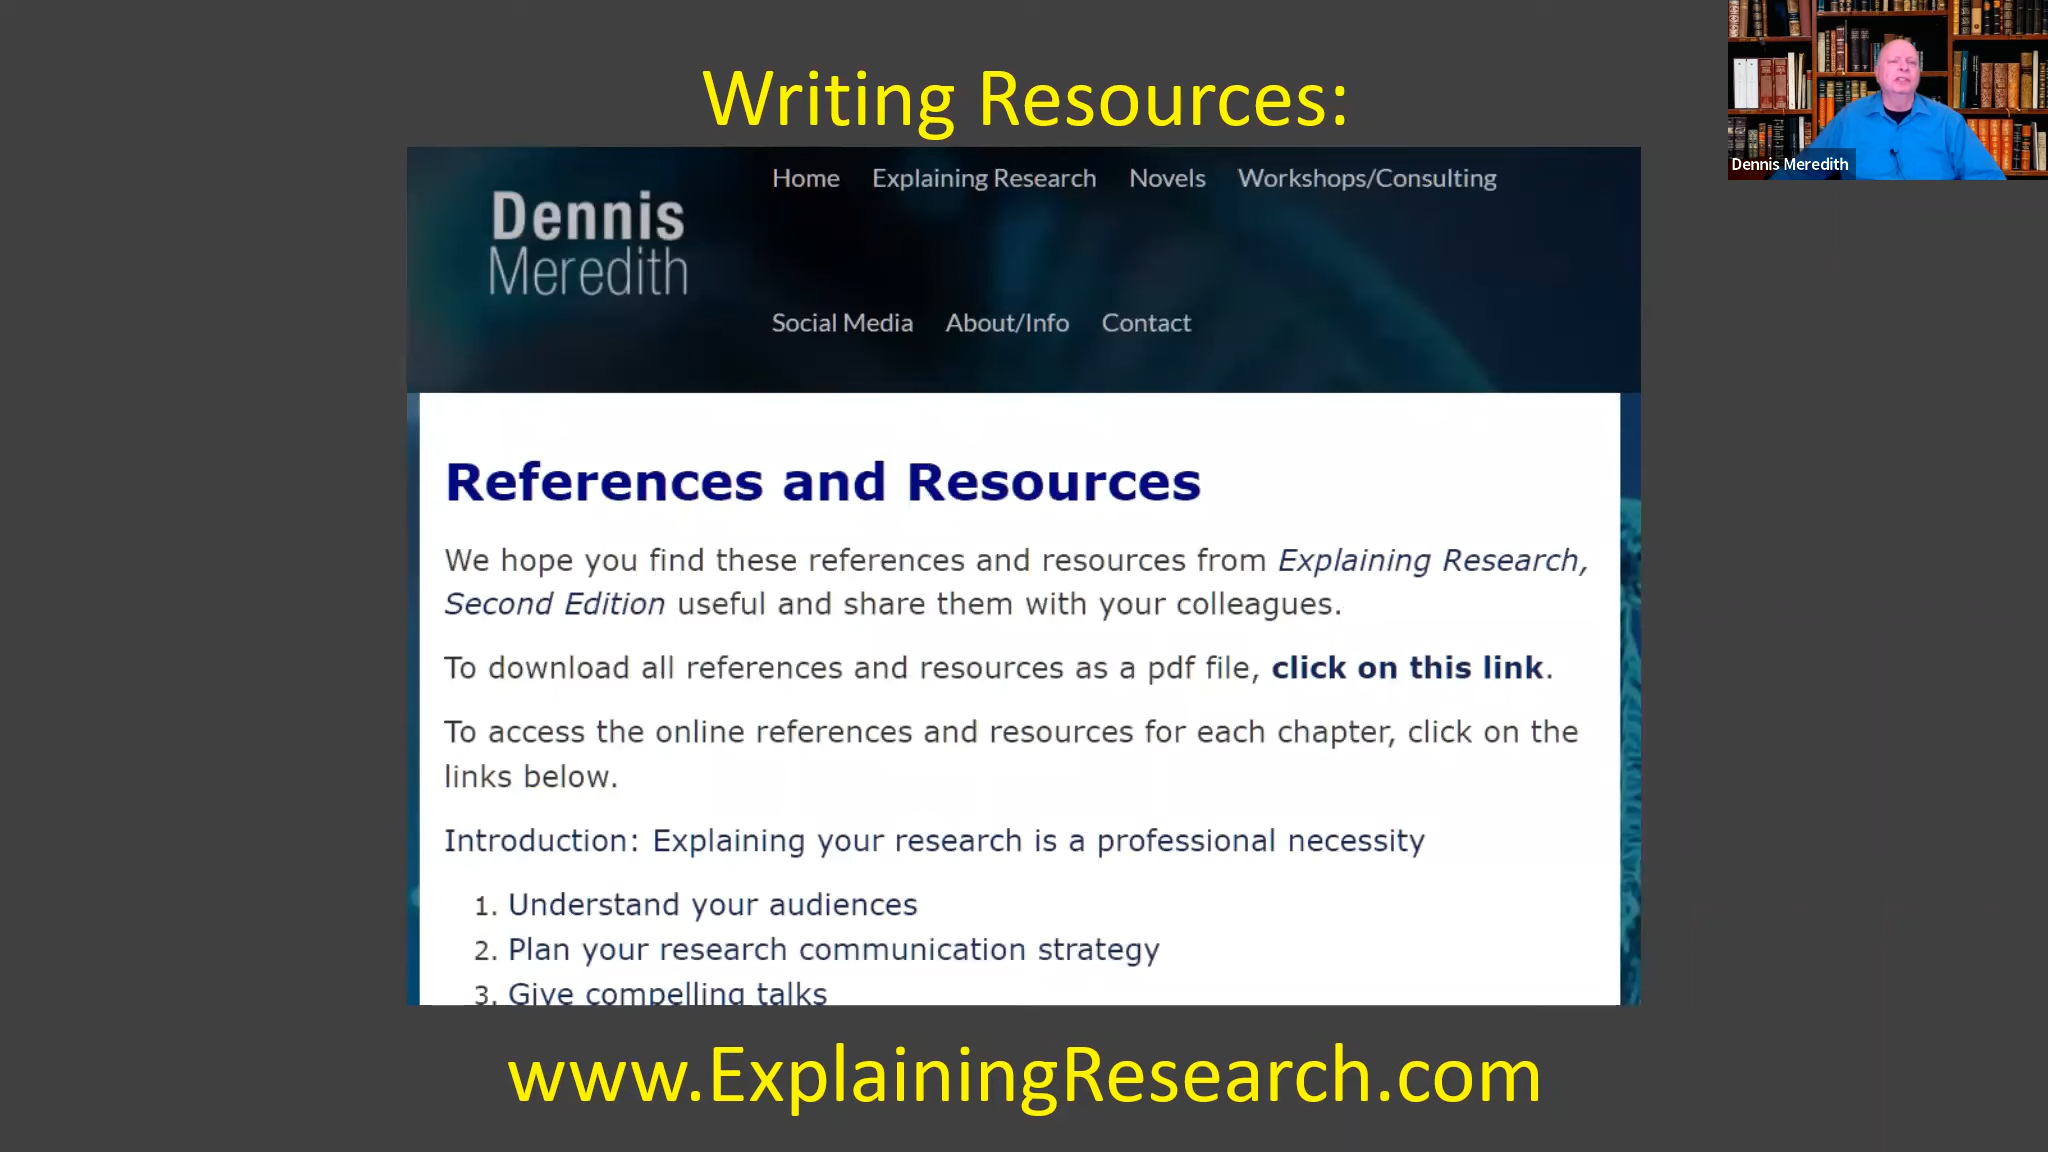 Writing Resources:
Dennis Meredith
Home Explaining Research Novels Workshops/Consulting
Dennis
Meredith
Social Media About/Info Contact
References and Resources
We hope you find these references and resources from Explaining Research,
Second Edition useful and share them with your colleagues.
To download all references and resources as a pdf file, click on this link.
To access the online references and resources for each chapter, click on the
links below.
Introduction: Explaining your research is a professional necessity
1. Understand your audiences
2. Plan your research communication strategy
3. Give compelling talks
www.ExplainingResearch.com